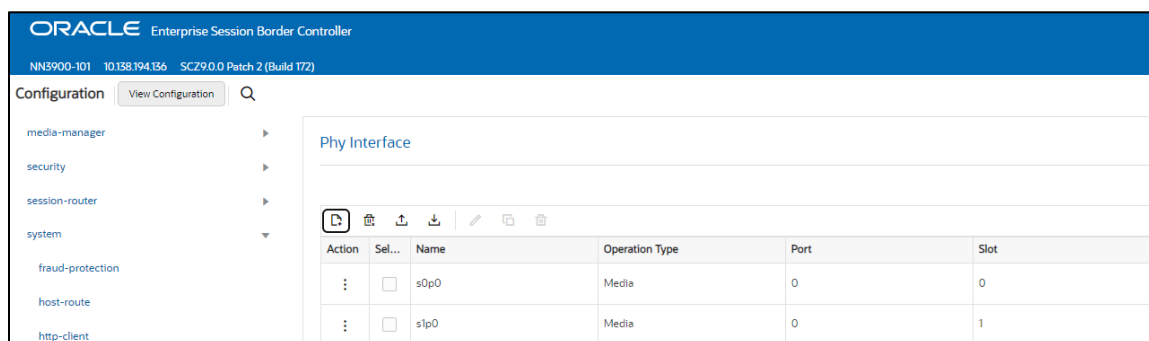 ORACLE Enterprise Session Border Controller
NN3900-101 10.138.194.136 SCZ9.0.0 Patch 2 (Build 172)
Configuration View Configuration
media-manager
security
session-router
system
fraud-protection
host-route
http-client
Phy Interface
Action Sel... Name Operation Type Port Slot
s0p0 Media 0 0
s1p0 Media 0 1